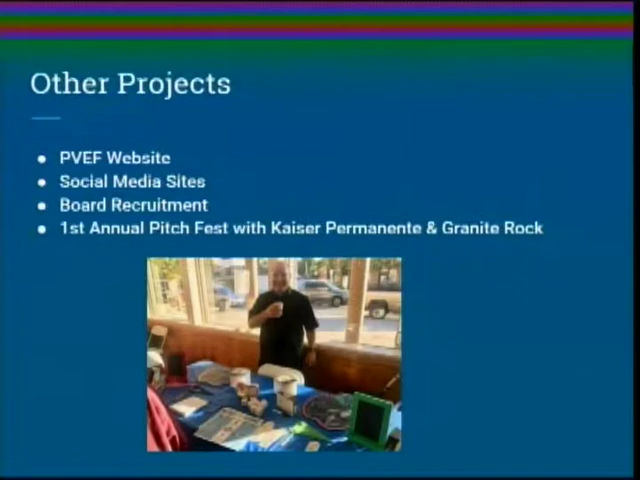 Other Projects
PVEF Website
Social Media Sites
Board Recruitment
1st Annual Pitch Fest with Kaiser Permanente & Granite Rock